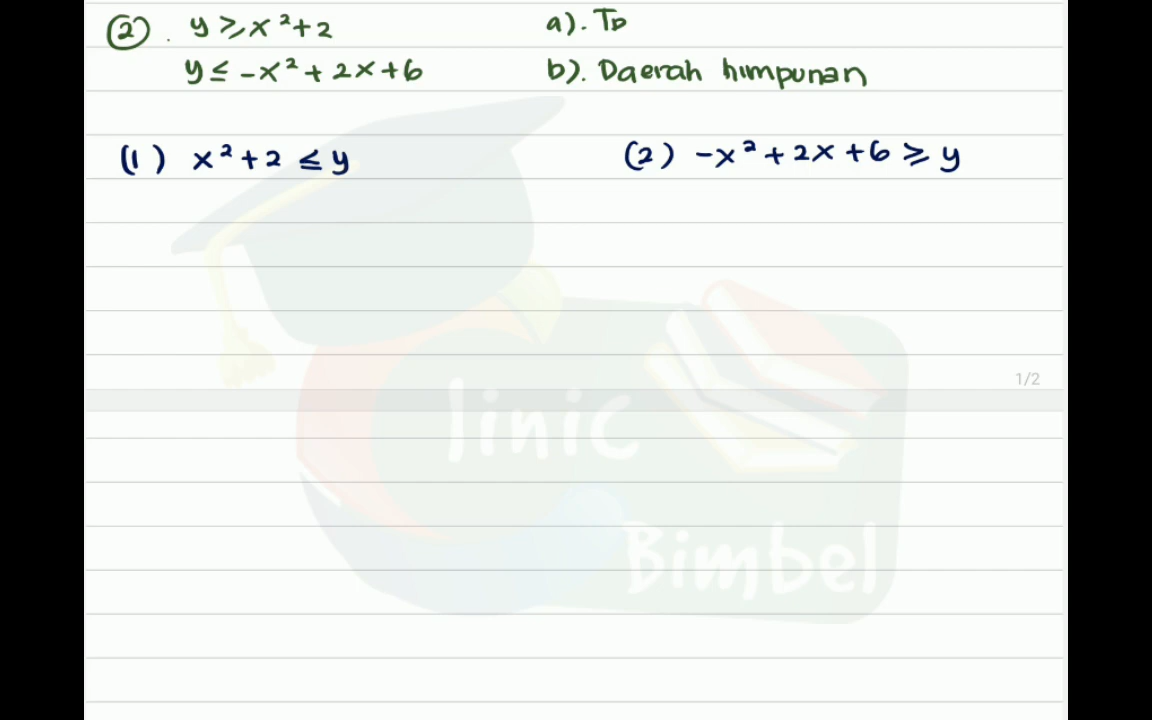 ② . y ≥ x² + 2 a). TP
y ≤ -x² + 2x + 6 b). Daerah himpunan
(1) x² + 2 ≤ y (2) -x² + 2x + 6 ≥ y
1/2
linic
Bimbel